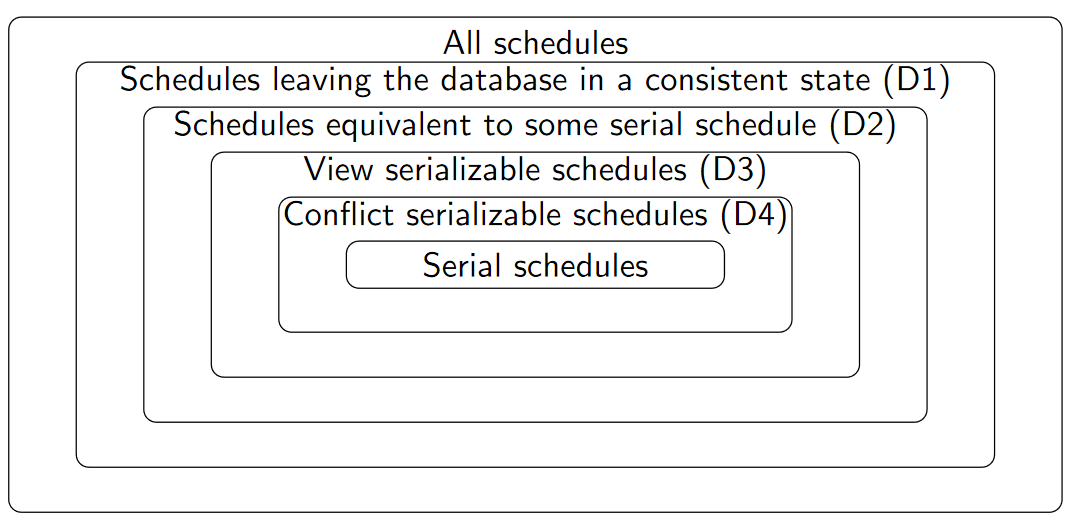 All schedules
Schedules leaving the database in a consistent state (D1)
Schedules equivalent to some serial schedule (D2)
View serializable schedules (D3)
Conflict serializable schedules (D4)
Serial schedules